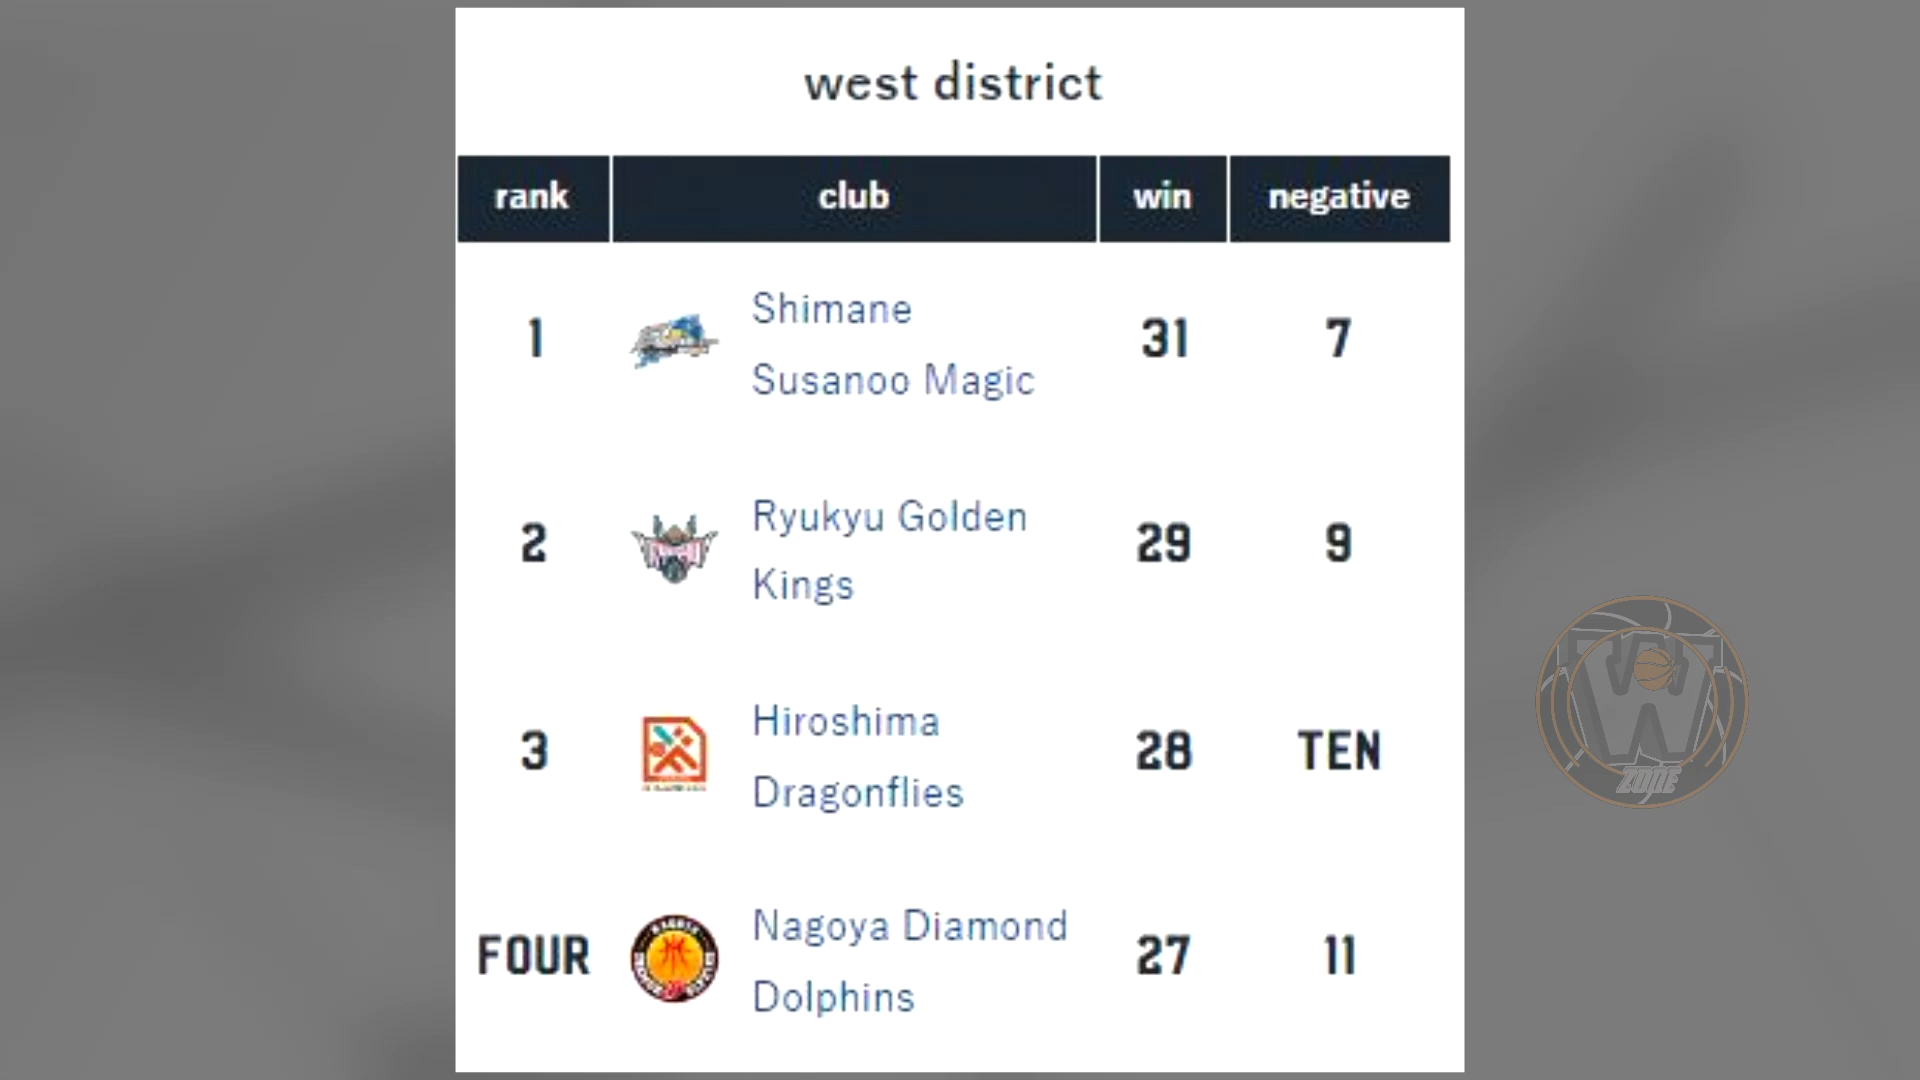 west district
rank club win negative
1 Shimane Susanoo Magic 31 7
2 Ryukyu Golden Kings 29 9
3 Hiroshima Dragonflies 28 TEN
FOUR Nagoya Diamond Dolphins 27 11
W
ZONE